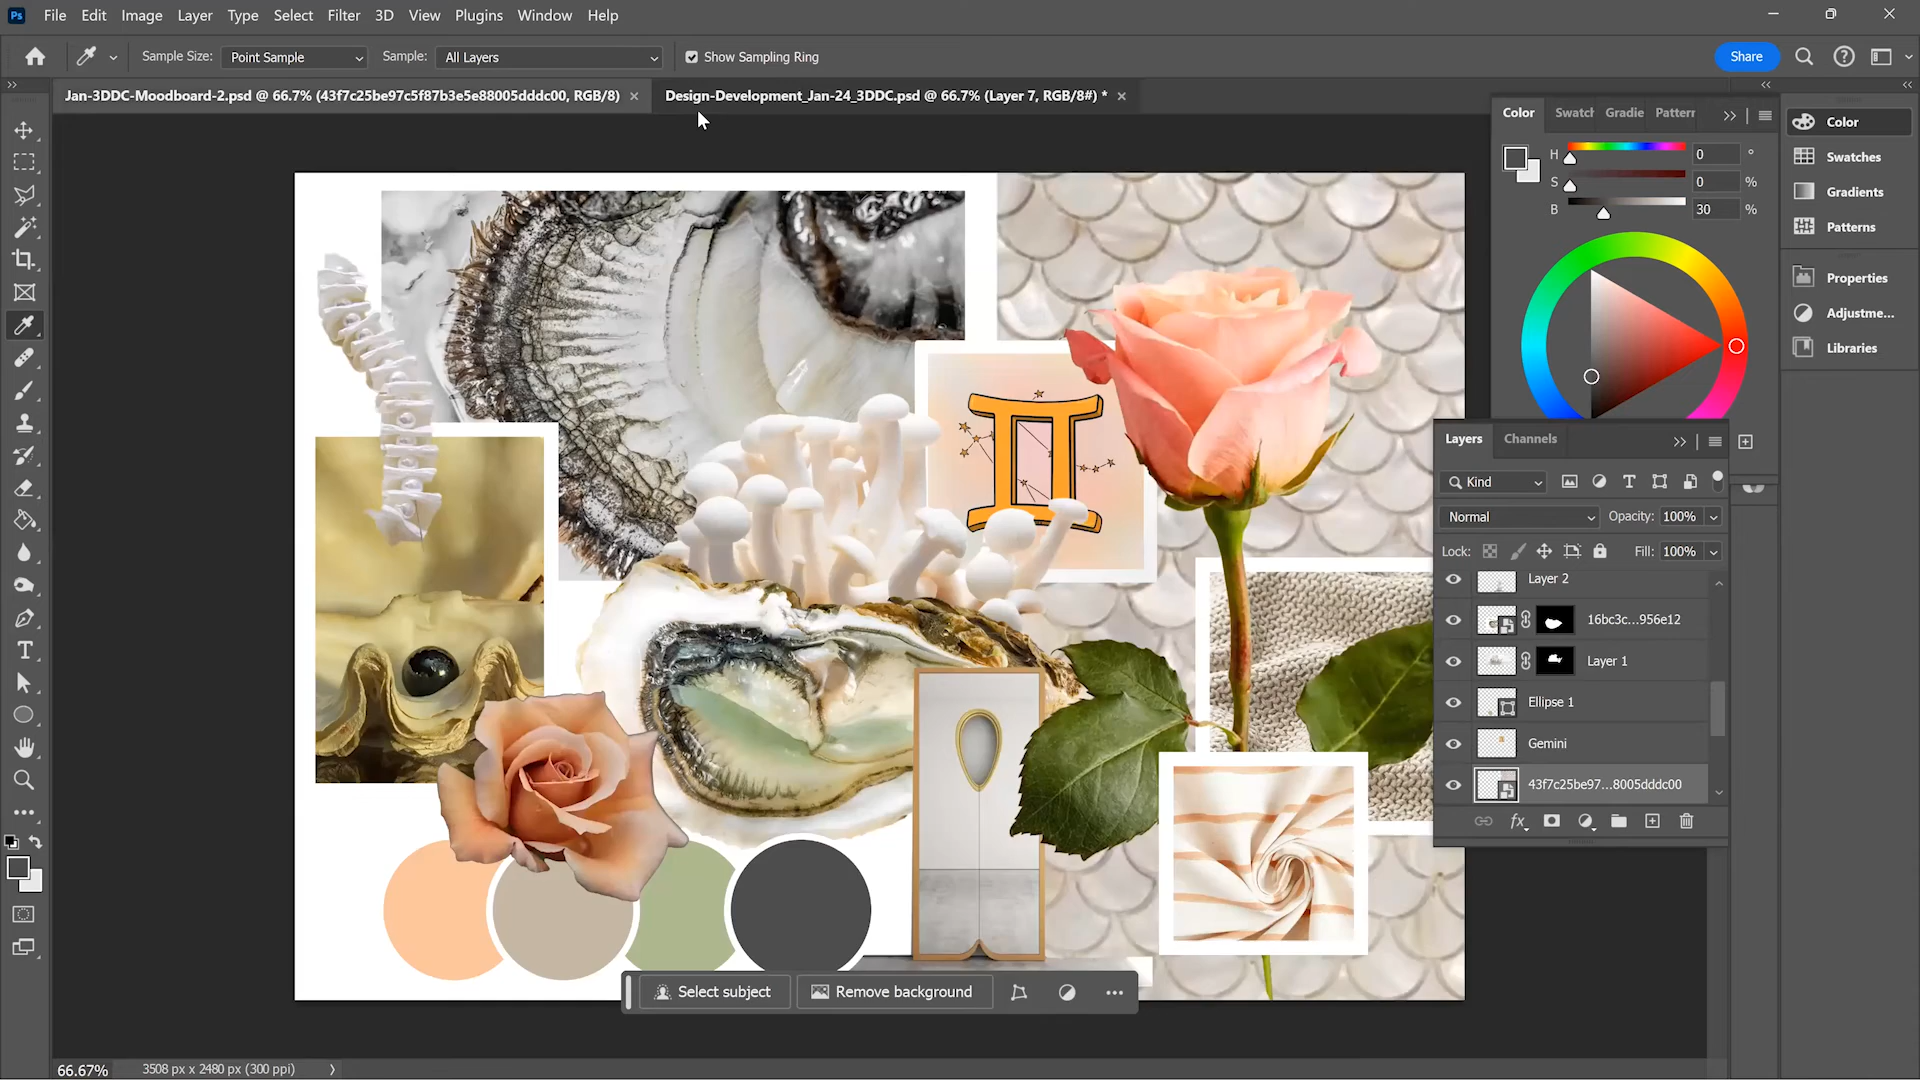 Ps File Edit Image Layer Type Select Filter 3D View Plugins Window Help
Sample Size: Point Sample Sample: All Layers Show Sampling Ring Share
Jan-3DDC-Moodboard-2.psd @ 66.7% (43f7c25be97c5f87b3e5e88005dddc00, RGB/8) × Design-Development_Jan-24_3DDC.psd @ 66.7% (Layer 7, RGB/8#) * ×
Color Swatch Gradie Pattern
H 0 °
S 0 %
B 30 %
Color
Swatches
Gradients
Patterns
Properties
Adjustme...
Libraries
Layers Channels
Kind
Normal Opacity: 100%
Lock: Fill: 100%
Layer 2
16bc3c...956e12
Layer 1
Ellipse 1
Gemini
43f7c25be97...8005dddc00
fx
Select subject Remove background
66.67% 3508 px x 2480 px (300 ppi)